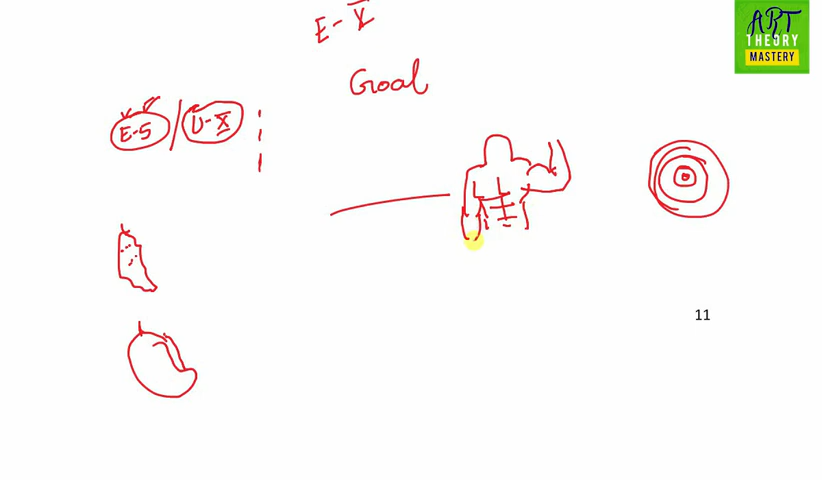 E-X
Goal
E-5 / U-X
ART
THEORY
MASTERY
11